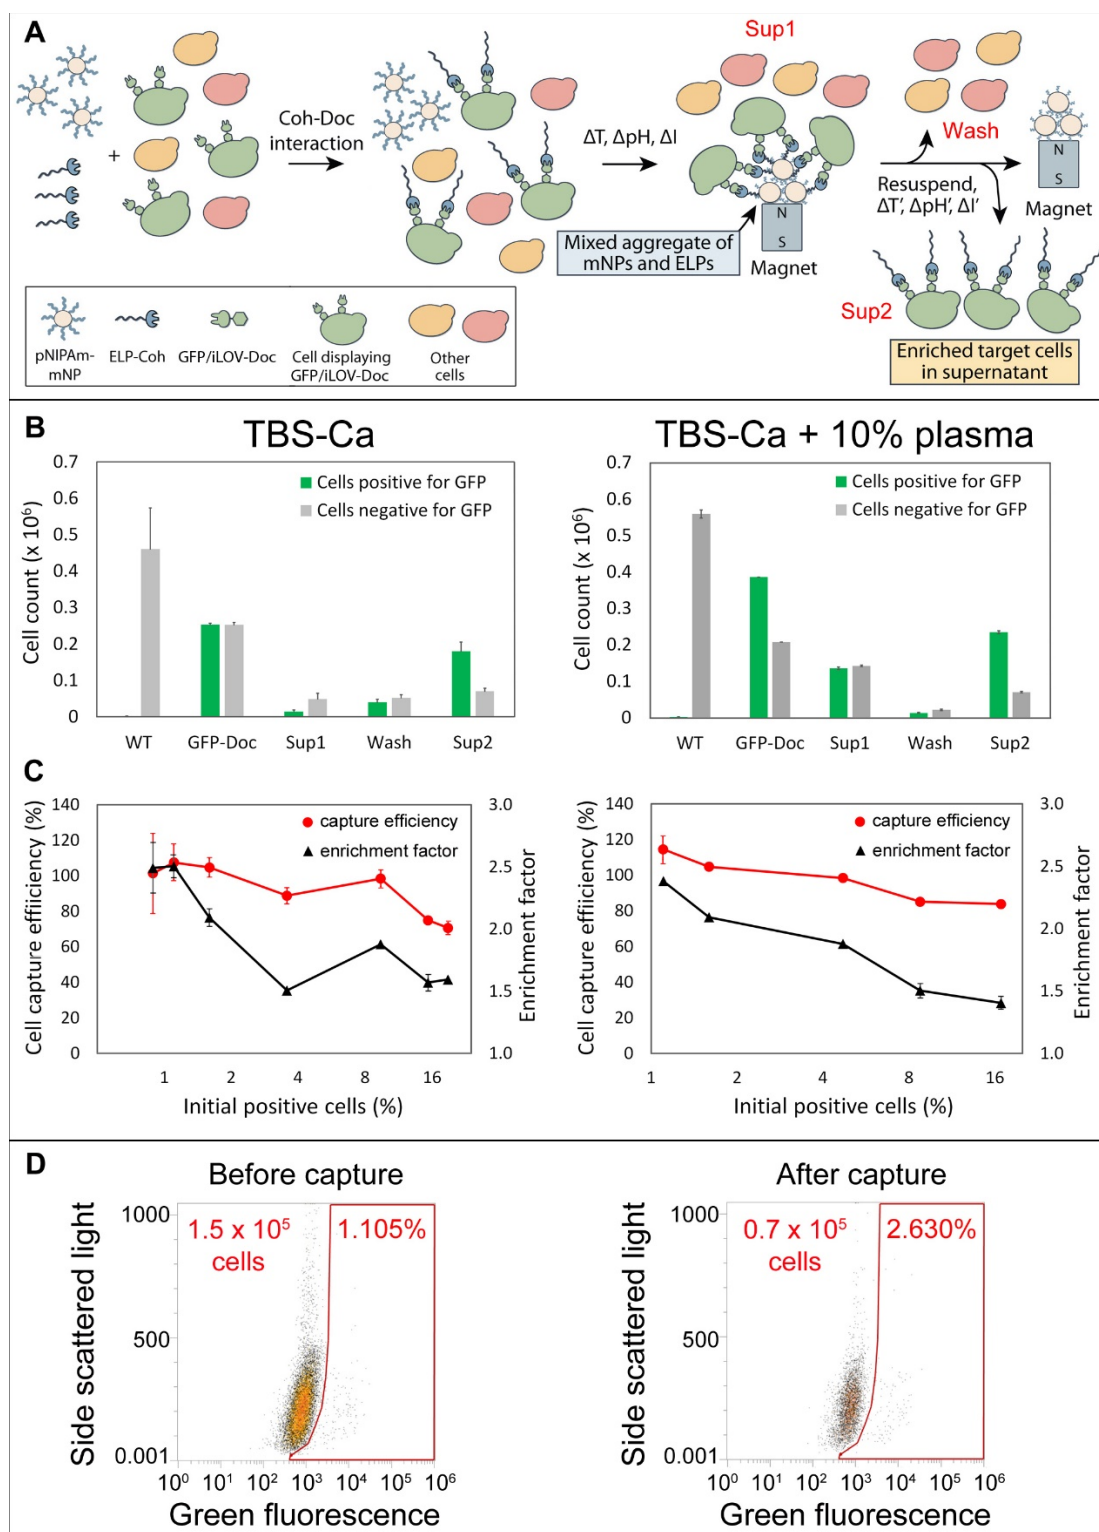 A
Sup1
Coh-Doc
interaction
+
ΔT, ΔpH, ΔI
Wash
N
S
Resuspend,
ΔT', ΔpH', ΔI'
Magnet
Mixed aggregate of
mNPs and ELPs
N
S
Magnet
Sup2
Enriched target cells
in supernatant
pNIPAm-
mNP
ELP-Coh
GFP/iLOV-Doc
Cell displaying
GFP/iLOV-Doc
Other
cells
B
TBS-Ca
Cell count (x 10⁶)
0.7
0.6
0.5
0.4
0.3
0.2
0.1
0
Cells positive for GFP
Cells negative for GFP
WT GFP-Doc Sup1 Wash Sup2
TBS-Ca + 10% plasma
Cell count (x 10⁶)
0.7
0.6
0.5
0.4
0.3
0.2
0.1
0
Cells positive for GFP
Cells negative for GFP
WT GFP-Doc Sup1 Wash Sup2
C
Cell capture effiiciency (%)
140
120
100
80
60
40
20
0
capture efficiency
enrichment factor
3.0
2.5
2.0
1.5
1.0
Enrichment factor
1 2 4 8 16
Initial positive cells (%)
Cell capture effiiciency (%)
140
120
100
80
60
40
20
0
capture efficiency
enrichment factor
3.0
2.5
2.0
1.5
1.0
Enrichment factor
1 2 4 8 16
Initial positive cells (%)
D
Before capture
Side scattered light
1000
500
0.001
1.5 x 10⁵
cells
1.105%
10⁰ 10¹ 10² 10³ 10⁴ 10⁵ 10⁶
Green fluorescence
After capture
Side scattered light
1000
500
0.001
0.7 x 10⁵
cells
2.630%
10⁰ 10¹ 10² 10³ 10⁴ 10⁵ 10⁶
Green fluorescence